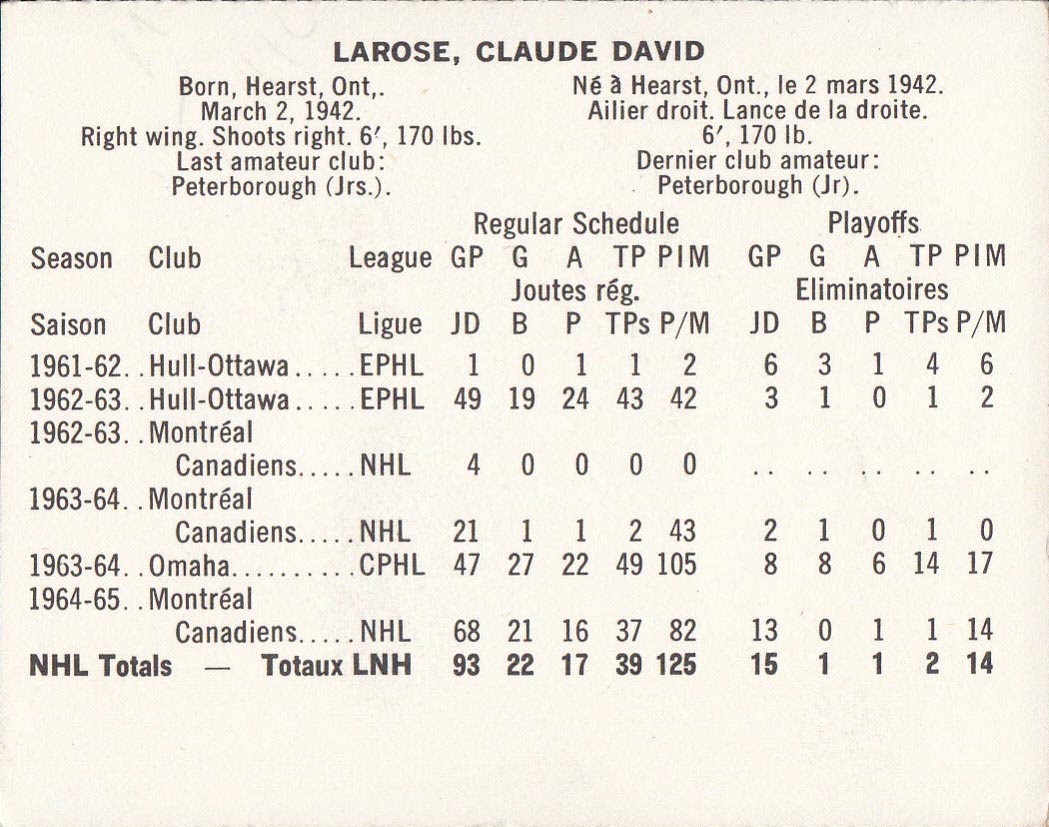 LAROSE, CLAUDE DAVID
Born, Hearst, Ont,.
March 2, 1942.
Right wing. Shoots right. 6′, 170 lbs.
Last amateur club:
Peterborough (Jrs.).
Né à Hearst, Ont., le 2 mars 1942.
Ailier droit. Lance de la droite.
6′, 170 lb.
Dernier club amateur:
Peterborough (Jr).
Regular Schedule Playoffs
Season Club League GP G A TP PIM GP G A TP PIM
Joutes rég. Eliminatoires
Saison Club Ligue JD B P TPs P/M JD B P TPs P/M
1961-62. . Hull-Ottawa . . . . . EPHL 1 0 1 1 2 6 3 1 4 6
1962-63. . Hull-Ottawa . . . . . EPHL 49 19 24 43 42 3 1 0 1 2
1962-63. . Montréal
Canadiens. . . . . NHL 4 0 0 0 0 . . . . . . . . . .
1963-64. . Montréal
Canadiens. . . . . NHL 21 1 1 2 43 2 1 0 1 0
1963-64. . Omaha. . . . . . . . . . CPHL 47 27 22 49 105 8 8 6 14 17
1964-65. . Montréal
Canadiens. . . . . NHL 68 21 16 37 82 13 0 1 1 14
NHL Totals — Totaux LNH 93 22 17 39 125 15 1 1 2 14